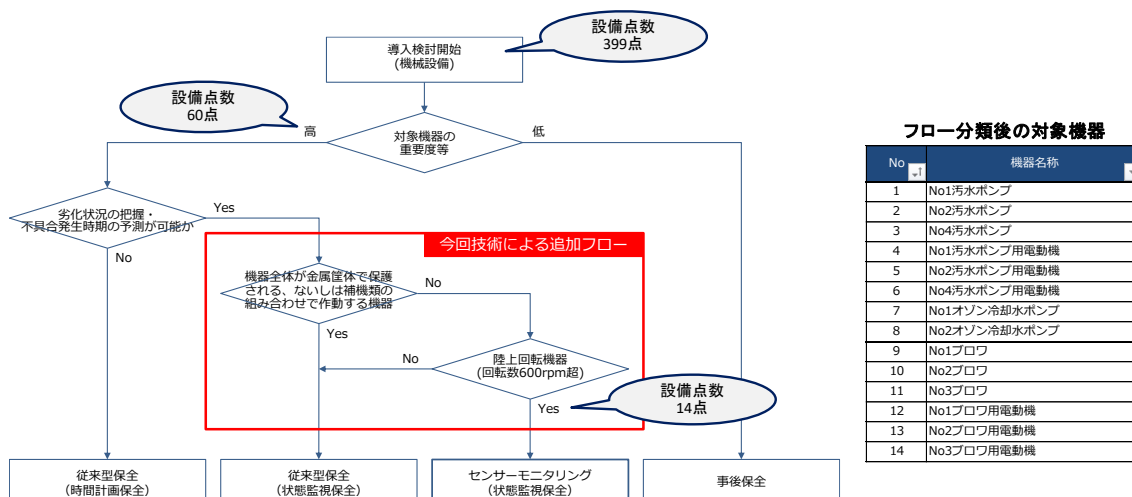 設備点数
399点
導入検討開始
(機械設備)
設備点数
60点
高
対象機器の
重要度等
低
劣化状況の把握・
不具合発生時期の予測が可能か
Yes
No
今回技術による追加フロー
機器全体が金属筐体で保護
される、ないしは補機類の
組み合わせで作動する機器
No
Yes
No
陸上回転機器
(回転数600rpm超)
Yes
設備点数
14点
従来型保全
(時間計画保全)
従来型保全
(状態監視保全)
センサーモニタリング
(状態監視保全)
事後保全
フロー分類後の対象機器
No 機器名称
1 No1汚水ポンプ
2 No2汚水ポンプ
3 No4汚水ポンプ
4 No1汚水ポンプ用電動機
5 No2汚水ポンプ用電動機
6 No4汚水ポンプ用電動機
7 No1オゾン冷却水ポンプ
8 No2オゾン冷却水ポンプ
9 No1ブロワ
10 No2ブロワ
11 No3ブロワ
12 No1ブロワ用電動機
13 No2ブロワ用電動機
14 No3ブロワ用電動機